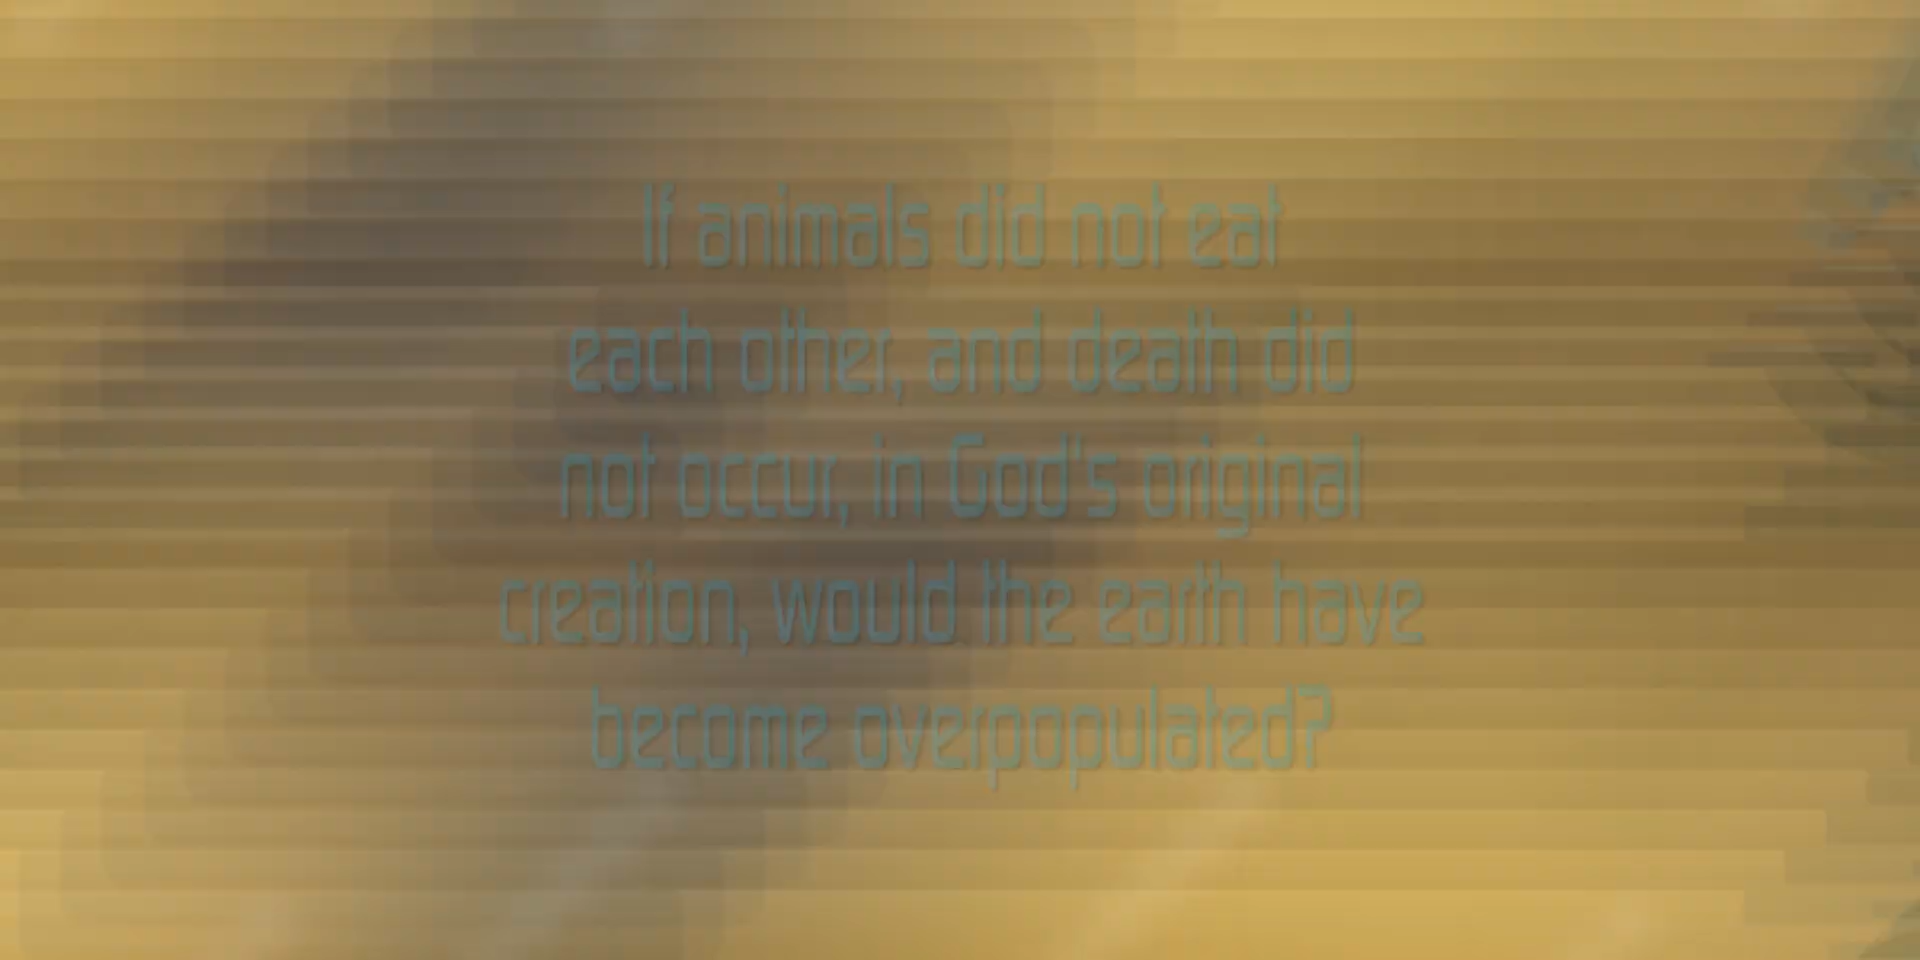 If animals did not eat
each other, and death did
not occur, in God's original
creation, would the earth have
become overpopulated?